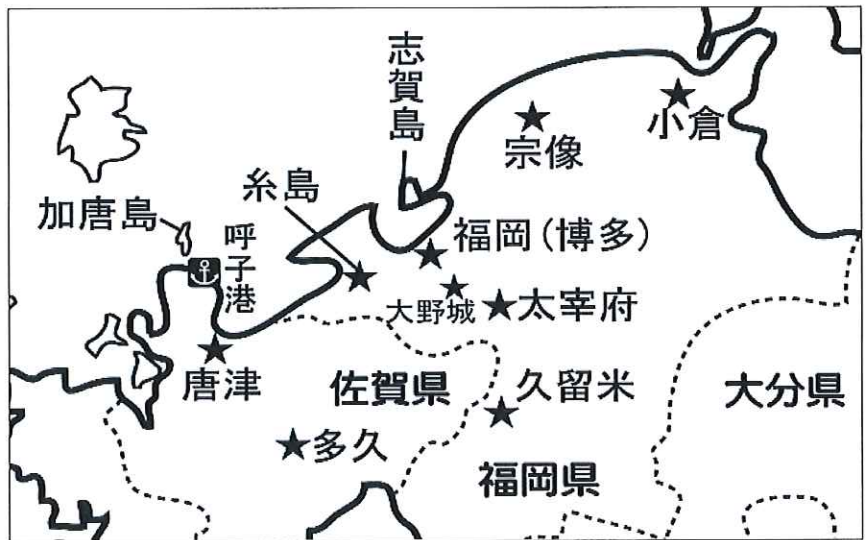 志賀島
小倉
宗像
糸島
加唐島
呼子港
福岡(博多)
大野城
太宰府
唐津
佐賀県
久留米
大分県
多久
福岡県